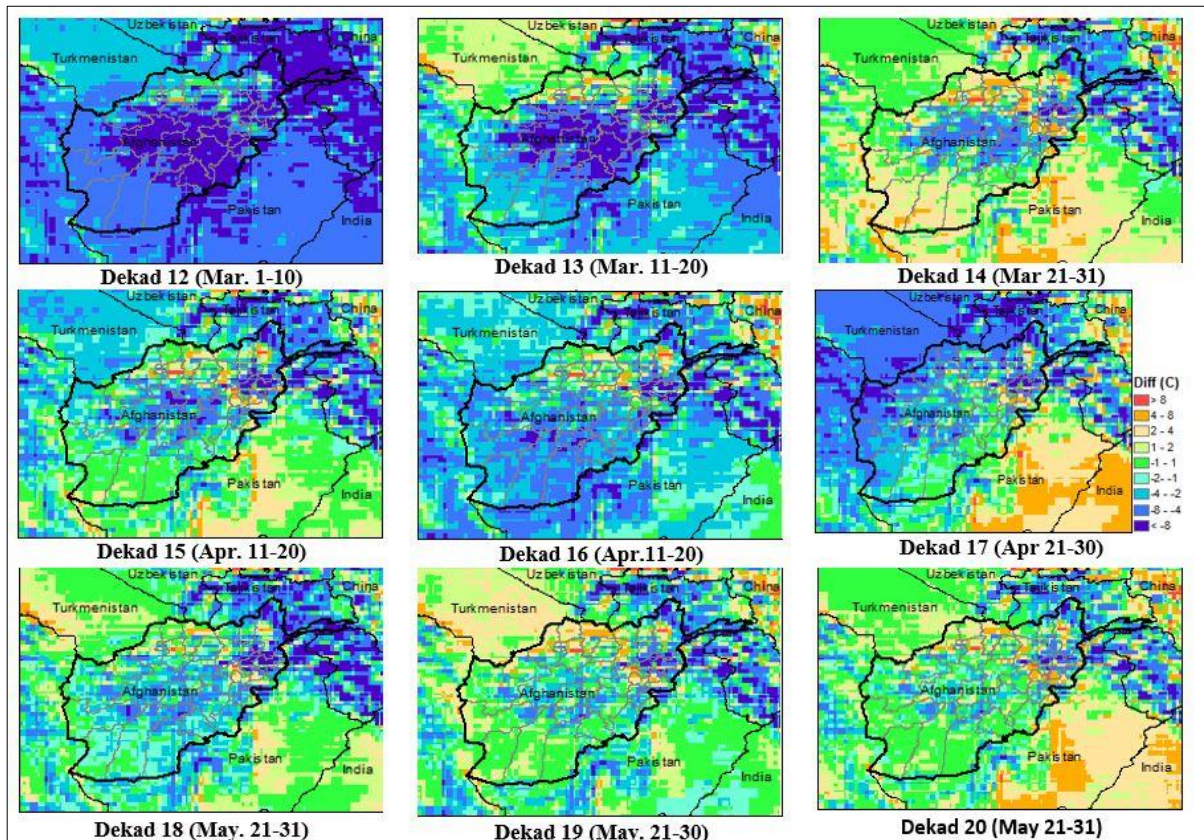 Uzbekistan
Tajikistan
China
Turkmenistan
Afghanistan
Pakistan
India
Dekad 12 (Mar. 1-10)
Uzbekistan
Tajikistan
China
Turkmenistan
Afghanistan
Pakistan
India
Dekad 13 (Mar. 11-20)
Uzbekistan
Tajikistan
China
Turkmenistan
Afghanistan
Pakistan
India
Dekad 14 (Mar 21-31)
Uzbekistan
Tajikistan
China
Turkmenistan
Afghanistan
Pakistan
India
Dekad 15 (Apr. 11-20)
Uzbekistan
Tajikistan
China
Turkmenistan
Afghanistan
Pakistan
India
Dekad 16 (Apr.11-20)
Uzbekistan
Tajikistan
Turkmenistan
Afghanistan
Pakistan
India
Dekad 17 (Apr 21-30)
Diff (C)
> 8
4 - 8
2 - 4
1 - 2
-1 - 1
-2 - -1
-4 - -2
-8 - -4
< -8
Uzbekistan
Tajikistan
China
Turkmenistan
Afghanistan
Pakistan
India
Dekad 18 (May. 21-31)
Uzbekistan
Tajikistan
China
Turkmenistan
Afghanistan
Pakistan
India
Dekad 19 (May. 21-30)
Uzbekistan
Tajikistan
China
Turkmenistan
Afghanistan
Pakistan
India
Dekad 20 (May 21-31)